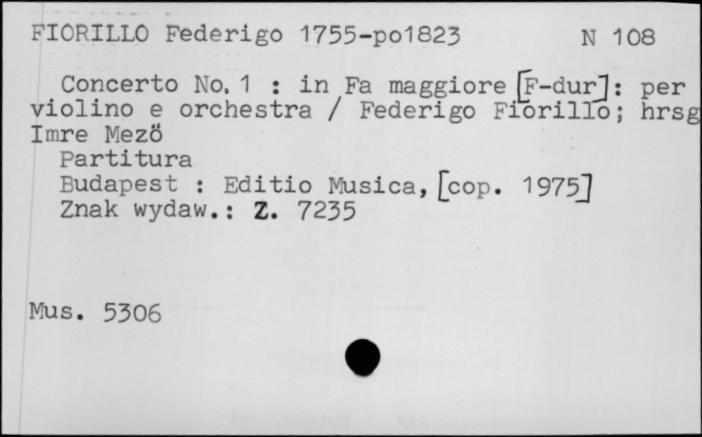 FIORILLO Federigo 1755-po1823 N 108
Concerto No. 1 : in Fa maggiore [F-dur]: per
violino e orchestra / Federigo Fiorillo; hrsg
Imre Mezö
Partitura
Budapest : Editio Musica, [cop. 1975]
Znak wydaw.: Z. 7235
Mus. 5306